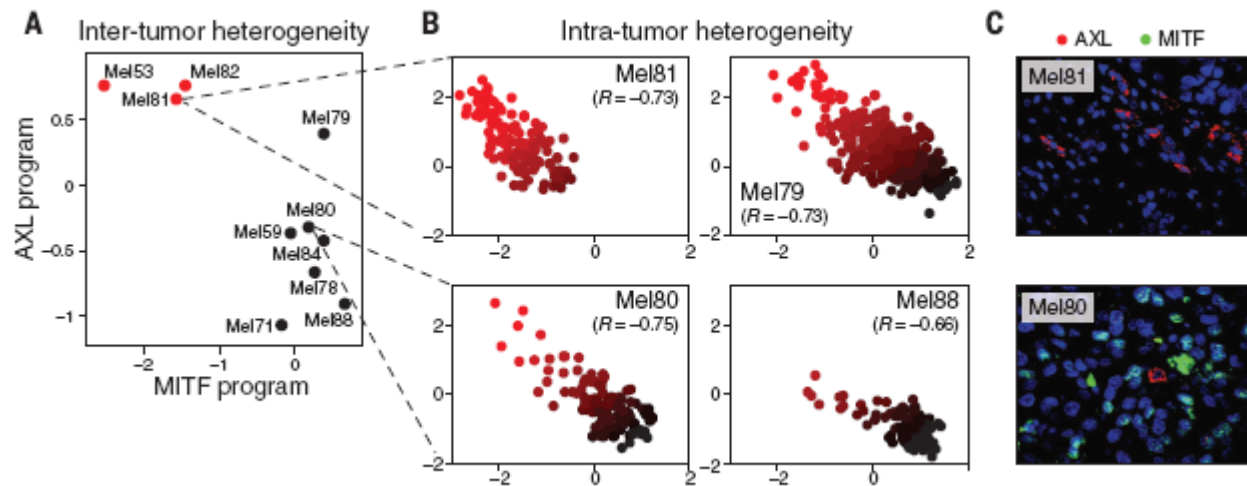 A
Inter-tumor heterogeneity
Mel53
Mel82
Mel81
Mel79
Mel80
Mel59
Mel84
Mel78
Mel71
Mel88
0.5
0
−0.5
−1
−2
−1
0
AXL program
MITF program
B
Intra-tumor heterogeneity
Mel81
(R = −0.73)
2
0
−2
0
2
Mel79
(R = −0.73)
2
0
−2
0
2
Mel80
(R = −0.75)
2
0
−2
0
2
Mel88
(R = −0.66)
2
0
−2
0
2
C
AXL MITF
Mel81
Mel80